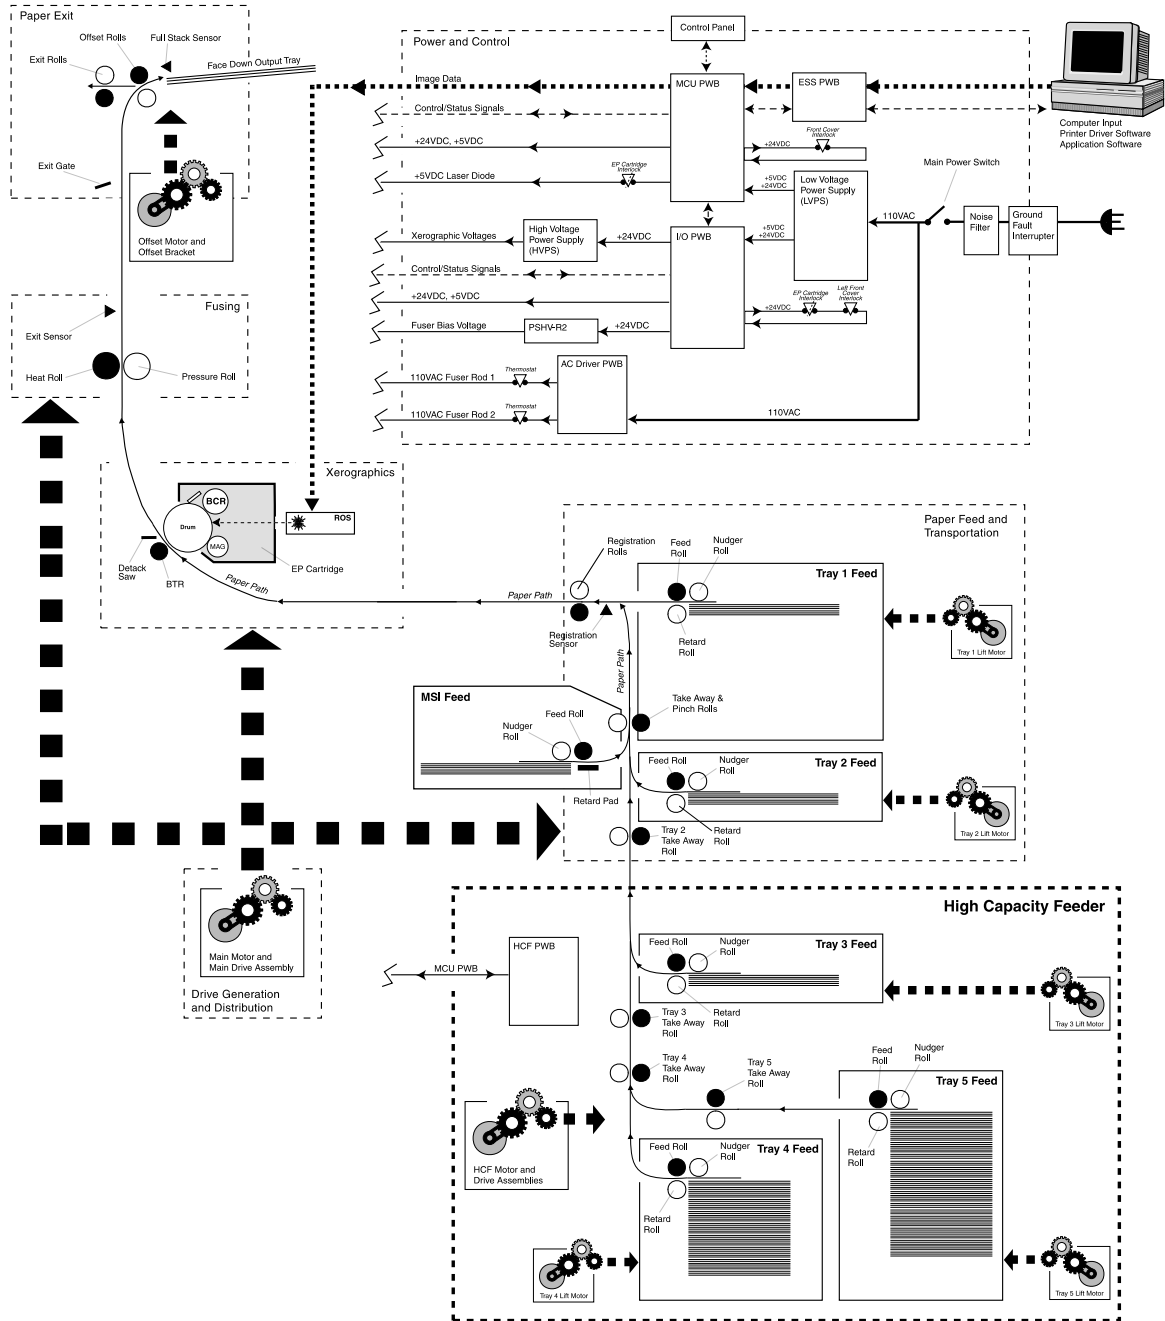 Paper Exit
Offset Rolls
Full Stack Sensor
Exit Rolls
Face Down Output Tray
Exit Gate
Offset Motor and
Offset Bracket
Power and Control
Control Panel
Image Data
MCU PWB
ESS PWB
Control/Status Signals
Computer Input
Printer Driver Software
Application Software
+24VDC, +5VDC
Front Cover
Interlock
+24VDC
EP Cartridge
Interlock
+5VDC Laser Diode
+5VDC
+24VDC
Low Voltage
Power Supply
(LVPS)
Main Power Switch
110VAC
Noise
Filter
Ground
Fault
Interrupter
Xerographic Voltages
High Voltage
Power Supply
(HVPS)
+24VDC
I/O PWB
+5VDC
+24VDC
Control/Status Signals
+24VDC, +5VDC
+24VDC
EP Cartridge
Interlock
Left Front
Cover
Interlock
Fuser Bias Voltage
PSHV-R2
+24VDC
AC Driver PWB
110VAC Fuser Rod 1
Thermostat
110VAC Fuser Rod 2
Thermostat
110VAC
Fusing
Exit Sensor
Heat Roll
Pressure Roll
Xerographics
BCR
Drum
MAG
ROS
Detack
Saw
BTR
EP Cartridge
Paper Path
Paper Path
Paper Feed and
Transportation
Registration
Rolls
Feed
Roll
Nudger
Roll
Tray 1 Feed
Registration
Sensor
Retard
Roll
Tray 1 Lift Motor
Paper Path
MSI Feed
Feed Roll
Nudger
Roll
Take Away &
Pinch Rolls
Retard Pad
Feed Roll
Nudger
Roll
Tray 2 Feed
Tray 2
Take Away
Roll
Retard
Roll
Tray 2 Lift Motor
Main Motor and
Main Drive Assembly
Drive Generation
and Distribution
High Capacity Feeder
MCU PWB
HCF PWB
Feed Roll
Nudger
Roll
Tray 3 Feed
Tray 3
Take Away
Roll
Retard
Roll
Tray 3 Lift Motor
Tray 4
Take Away
Roll
Tray 5
Take Away
Roll
Feed
Roll
Nudger
Roll
Tray 5 Feed
Retard
Roll
HCF Motor and
Drive Assemblies
Feed Roll
Nudger
Roll
Tray 4 Feed
Retard
Roll
Tray 4 Lift Motor
Tray 5 Lift Motor